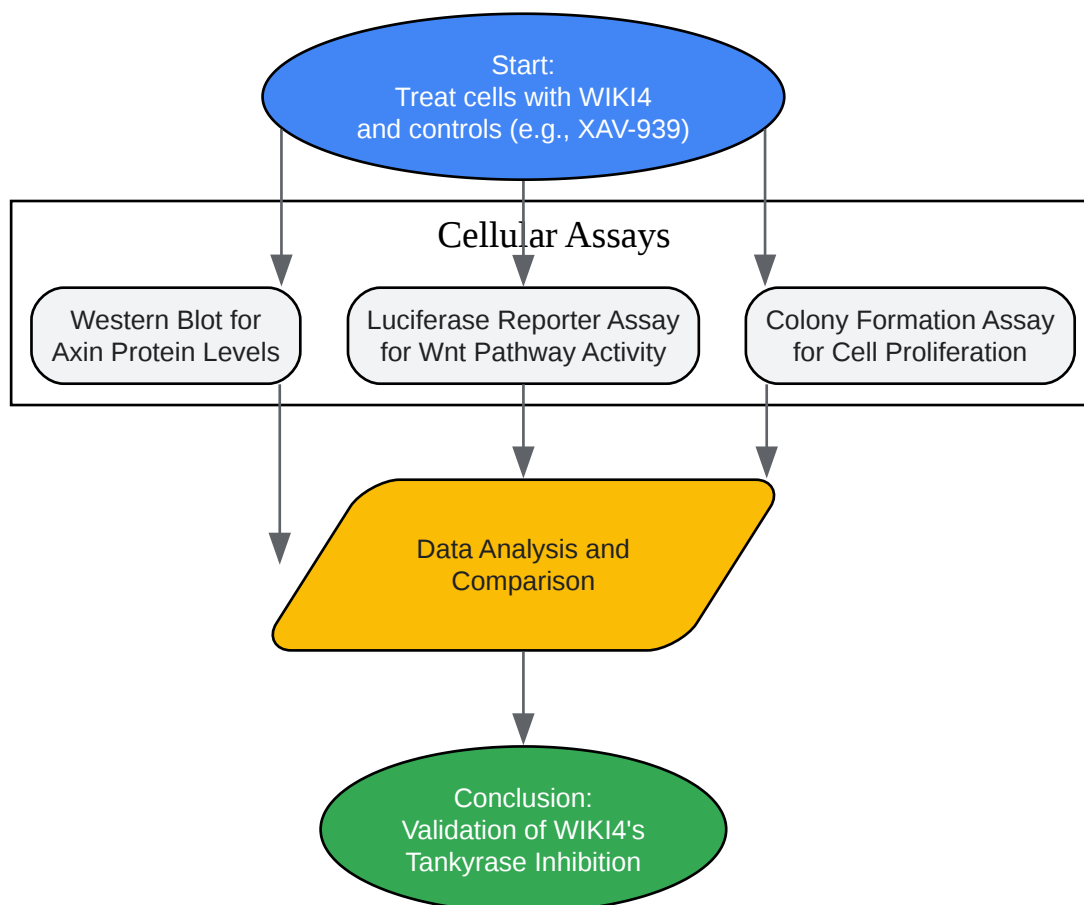 Start:
Treat cells with WIKI4
and controls (e.g., XAV-939)
Cellular Assays
Western Blot for
Axin Protein Levels
Luciferase Reporter Assay
for Wnt Pathway Activity
Colony Formation Assay
for Cell Proliferation
Data Analysis and
Comparison
Conclusion:
Validation of WIKI4's
Tankyrase Inhibition